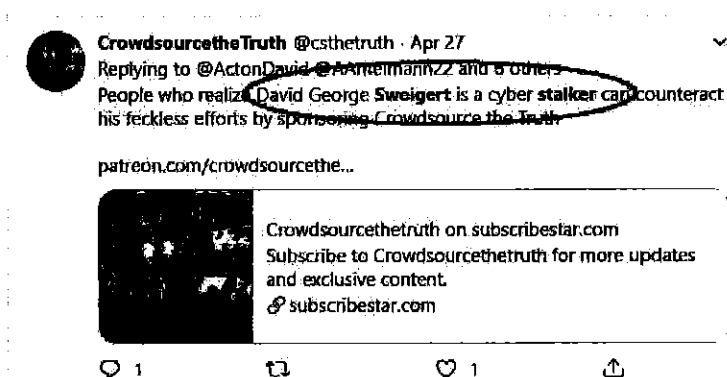 CrowdsourcetheTruth @csthetruth · Apr 27
Replying to @ActonDavid @AAntelmann22 and 6 others
People who realize David George Sweigert is a cyber stalker can counteract
his feckless efforts by sponsoring Crowdsource the Truth
patreon.com/crowdsourcethe...
Crowdsourcethetruth on subscribestar.com
Subscribe to Crowdsourcethetruth for more updates
and exclusive content.
subscribestar.com
1
1